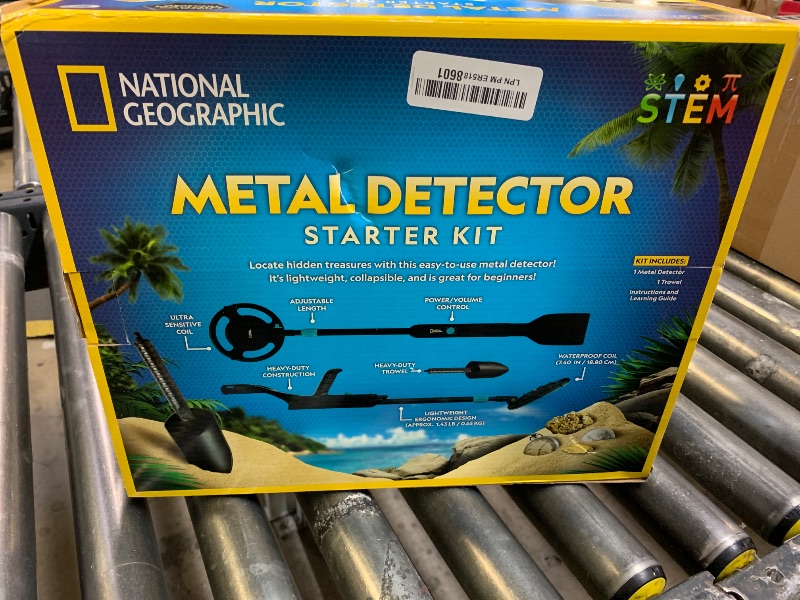 METAL DETECTOR
NATIONAL
GEOGRAPHIC
LPN PM ER5188601
STEM
METAL DETECTOR
STARTER KIT
Locate hidden treasures with this easy-to-use metal detector!
It's lightweight, collapsible, and is great for beginners!
KIT INCLUDES:
1 Metal Detector
1 Trowel
Instructions and
Learning Guide
ULTRA
SENSITIVE
COIL
ADJUSTABLE
LENGTH
POWER/VOLUME
CONTROL
HEAVY-DUTY
CONSTRUCTION
HEAVY-DUTY
TROWEL
WATERPROOF COIL
(7.40 IN / 18.80 CM)
LIGHTWEIGHT
ERGONOMIC DESIGN
(APPROX. 1.43 LB / 0.65 KG)